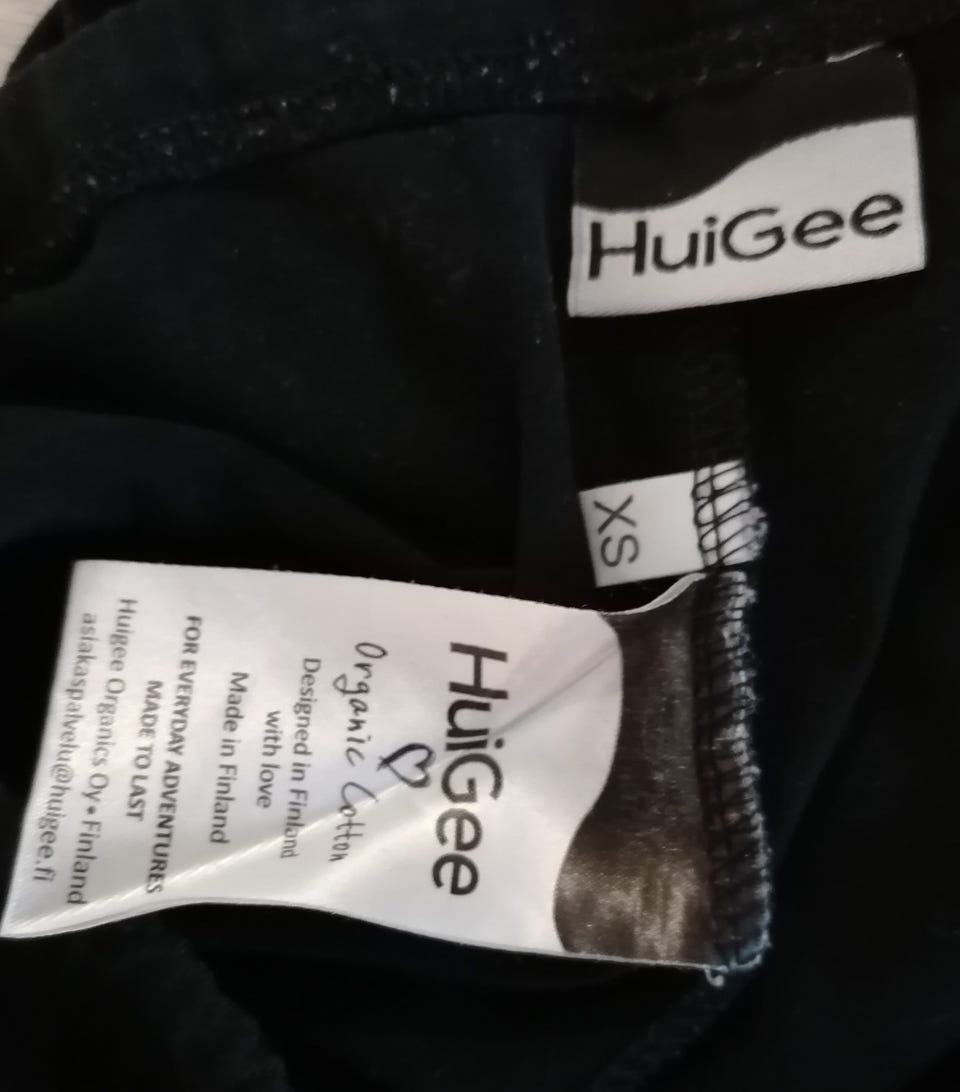 HuiGee
XS
HuiGee
Organic Cotton
Designed in Finland
with love
Made in Finland
FOR EVERYDAY ADVENTURES
MADE TO LAST
Huigee Organics Oy • Finland
asiakaspalvelu@huigee.fi